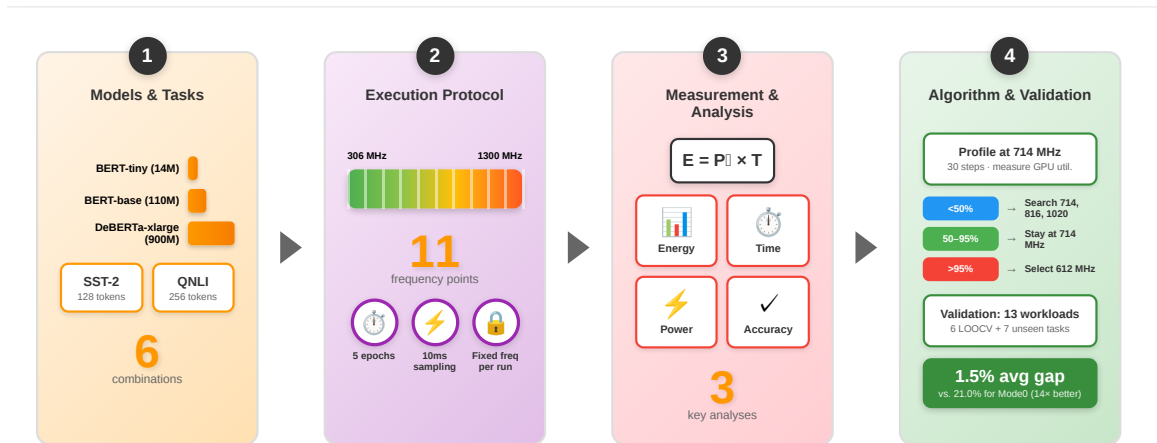 1
Models & Tasks
BERT-tiny (14M)
BERT-base (110M)
DeBERTa-xlarge
(900M)
SST-2
128 tokens
QNLI
256 tokens
6
combinations
2
Execution Protocol
306 MHz
1300 MHz
11
frequency points
5 epochs
10ms
sampling
Fixed freq
per run
3
Measurement &
Analysis
E = P▯ × T
Energy
Time
Power
Accuracy
3
key analyses
4
Algorithm & Validation
Profile at 714 MHz
30 steps · measure GPU util.
<50%
→
Search 714,
816, 1020
50–95%
→
Stay at 714
MHz
>95%
→
Select 612 MHz
Validation: 13 workloads
6 LOOCV + 7 unseen tasks
1.5% avg gap
vs. 21.0% for Mode0 (14× better)